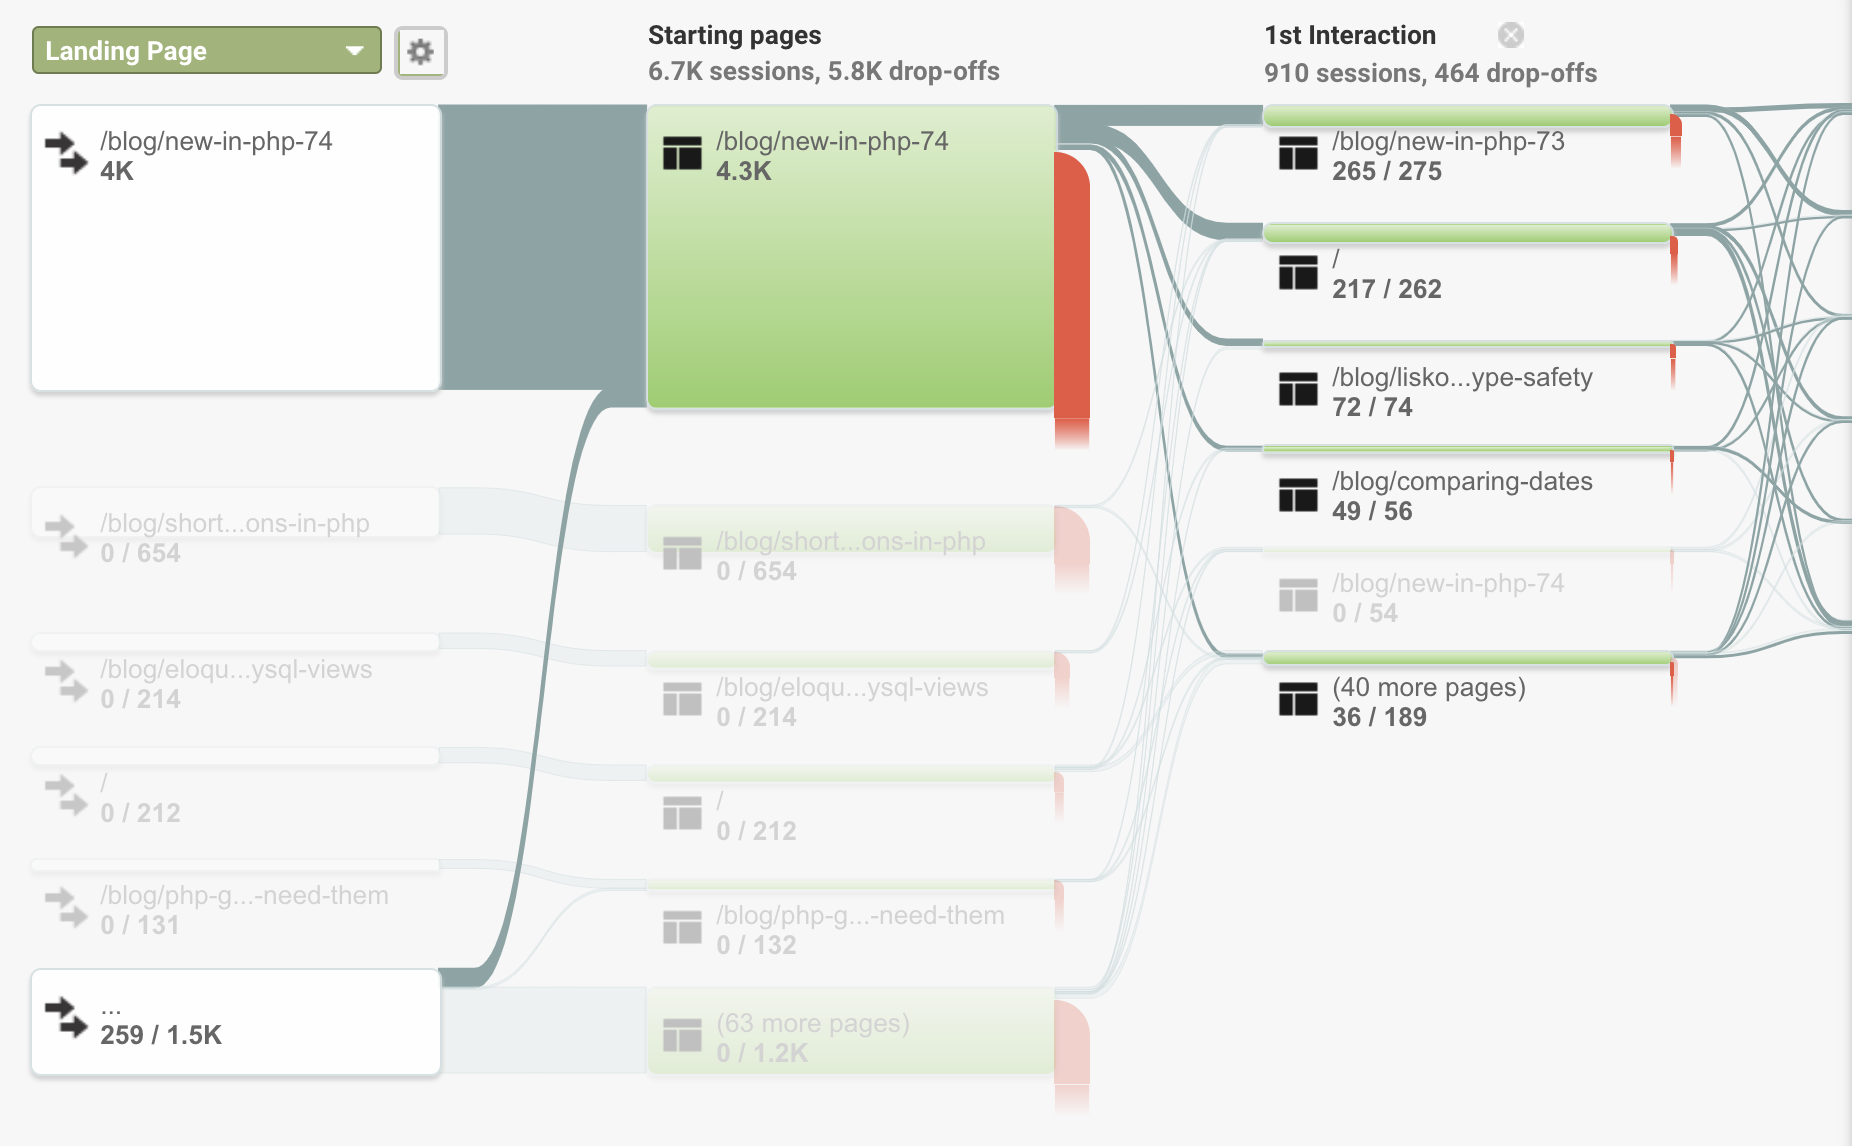 Landing Page
/blog/new-in-php-74
4K
/blog/short...ons-in-php
0 / 654
/blog/eloqu...ysql-views
0 / 214
/
0 / 212
/blog/php-g...-need-them
0 / 131
...
259 / 1.5K
Starting pages
6.7K sessions, 5.8K drop-offs
/blog/new-in-php-74
4.3K
/blog/short...ons-in-php
0 / 654
/blog/eloqu...ysql-views
0 / 214
/
0 / 212
/blog/php-g...-need-them
0 / 132
(63 more pages)
0 / 1.2K
1st Interaction
910 sessions, 464 drop-offs
/blog/new-in-php-73
265 / 275
/
217 / 262
/blog/lisko...ype-safety
72 / 74
/blog/comparing-dates
49 / 56
/blog/new-in-php-74
0 / 54
(40 more pages)
36 / 189